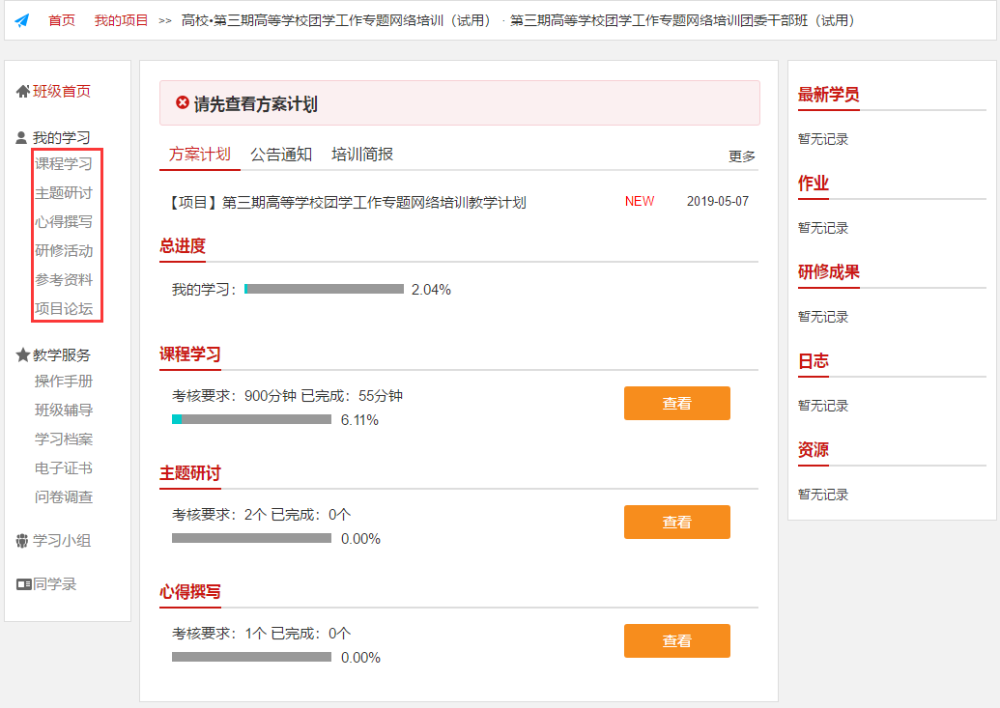 首页 我的项目 >> 高校•第三期高等学校团学工作专题网络培训（试用） · 第三期高等学校团学工作专题网络培训团委干部班（试用）
班级首页
我的学习
课程学习
主题研讨
心得撰写
研修活动
参考资料
项目论坛
教学服务
操作手册
班级辅导
学习档案
电子证书
问卷调查
学习小组
同学录
请先查看方案计划
方案计划 公告通知 培训简报 更多
【项目】第三期高等学校团学工作专题网络培训教学计划 NEW 2019-05-07
总进度
我的学习： 2.04%
课程学习
考核要求：900分钟 已完成：55分钟
6.11%
查看
主题研讨
考核要求：2个 已完成：0个
0.00%
查看
心得撰写
考核要求：1个 已完成：0个
0.00%
查看
最新学员
暂无记录
作业
暂无记录
研修成果
暂无记录
日志
暂无记录
资源
暂无记录